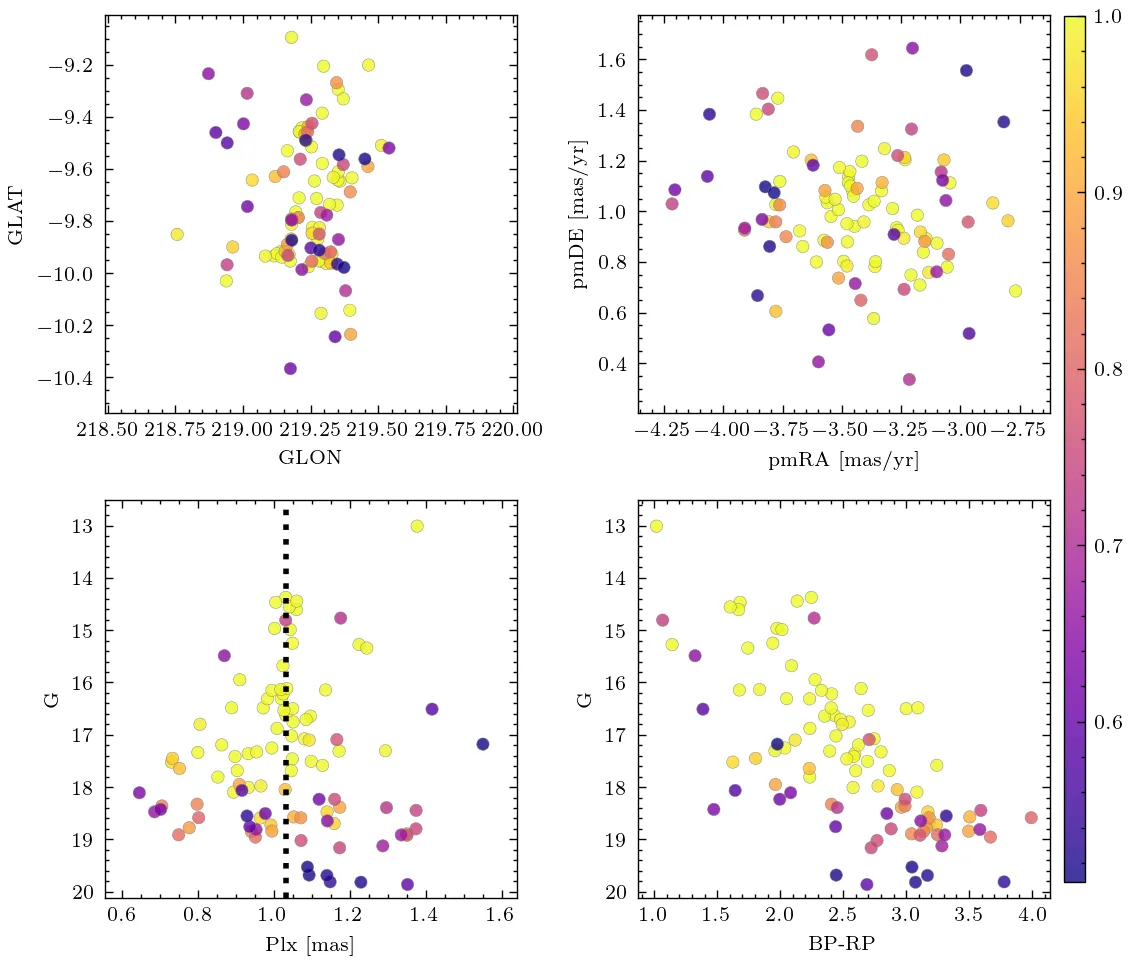 −9.2
−9.4
−9.6
−9.8
−10.0
−10.2
−10.4
GLAT
218.50 218.75 219.00 219.25 219.50 219.75 220.00
GLON
1.6
1.4
1.2
1.0
0.8
0.6
0.4
pmDE [mas/yr]
−4.25 −4.00 −3.75 −3.50 −3.25 −3.00 −2.75
pmRA [mas/yr]
1.0
0.9
0.8
0.7
0.6
13
14
15
16
17
18
19
20
G
0.6 0.8 1.0 1.2 1.4 1.6
Plx [mas]
13
14
15
16
17
18
19
20
G
1.0 1.5 2.0 2.5 3.0 3.5 4.0
BP-RP